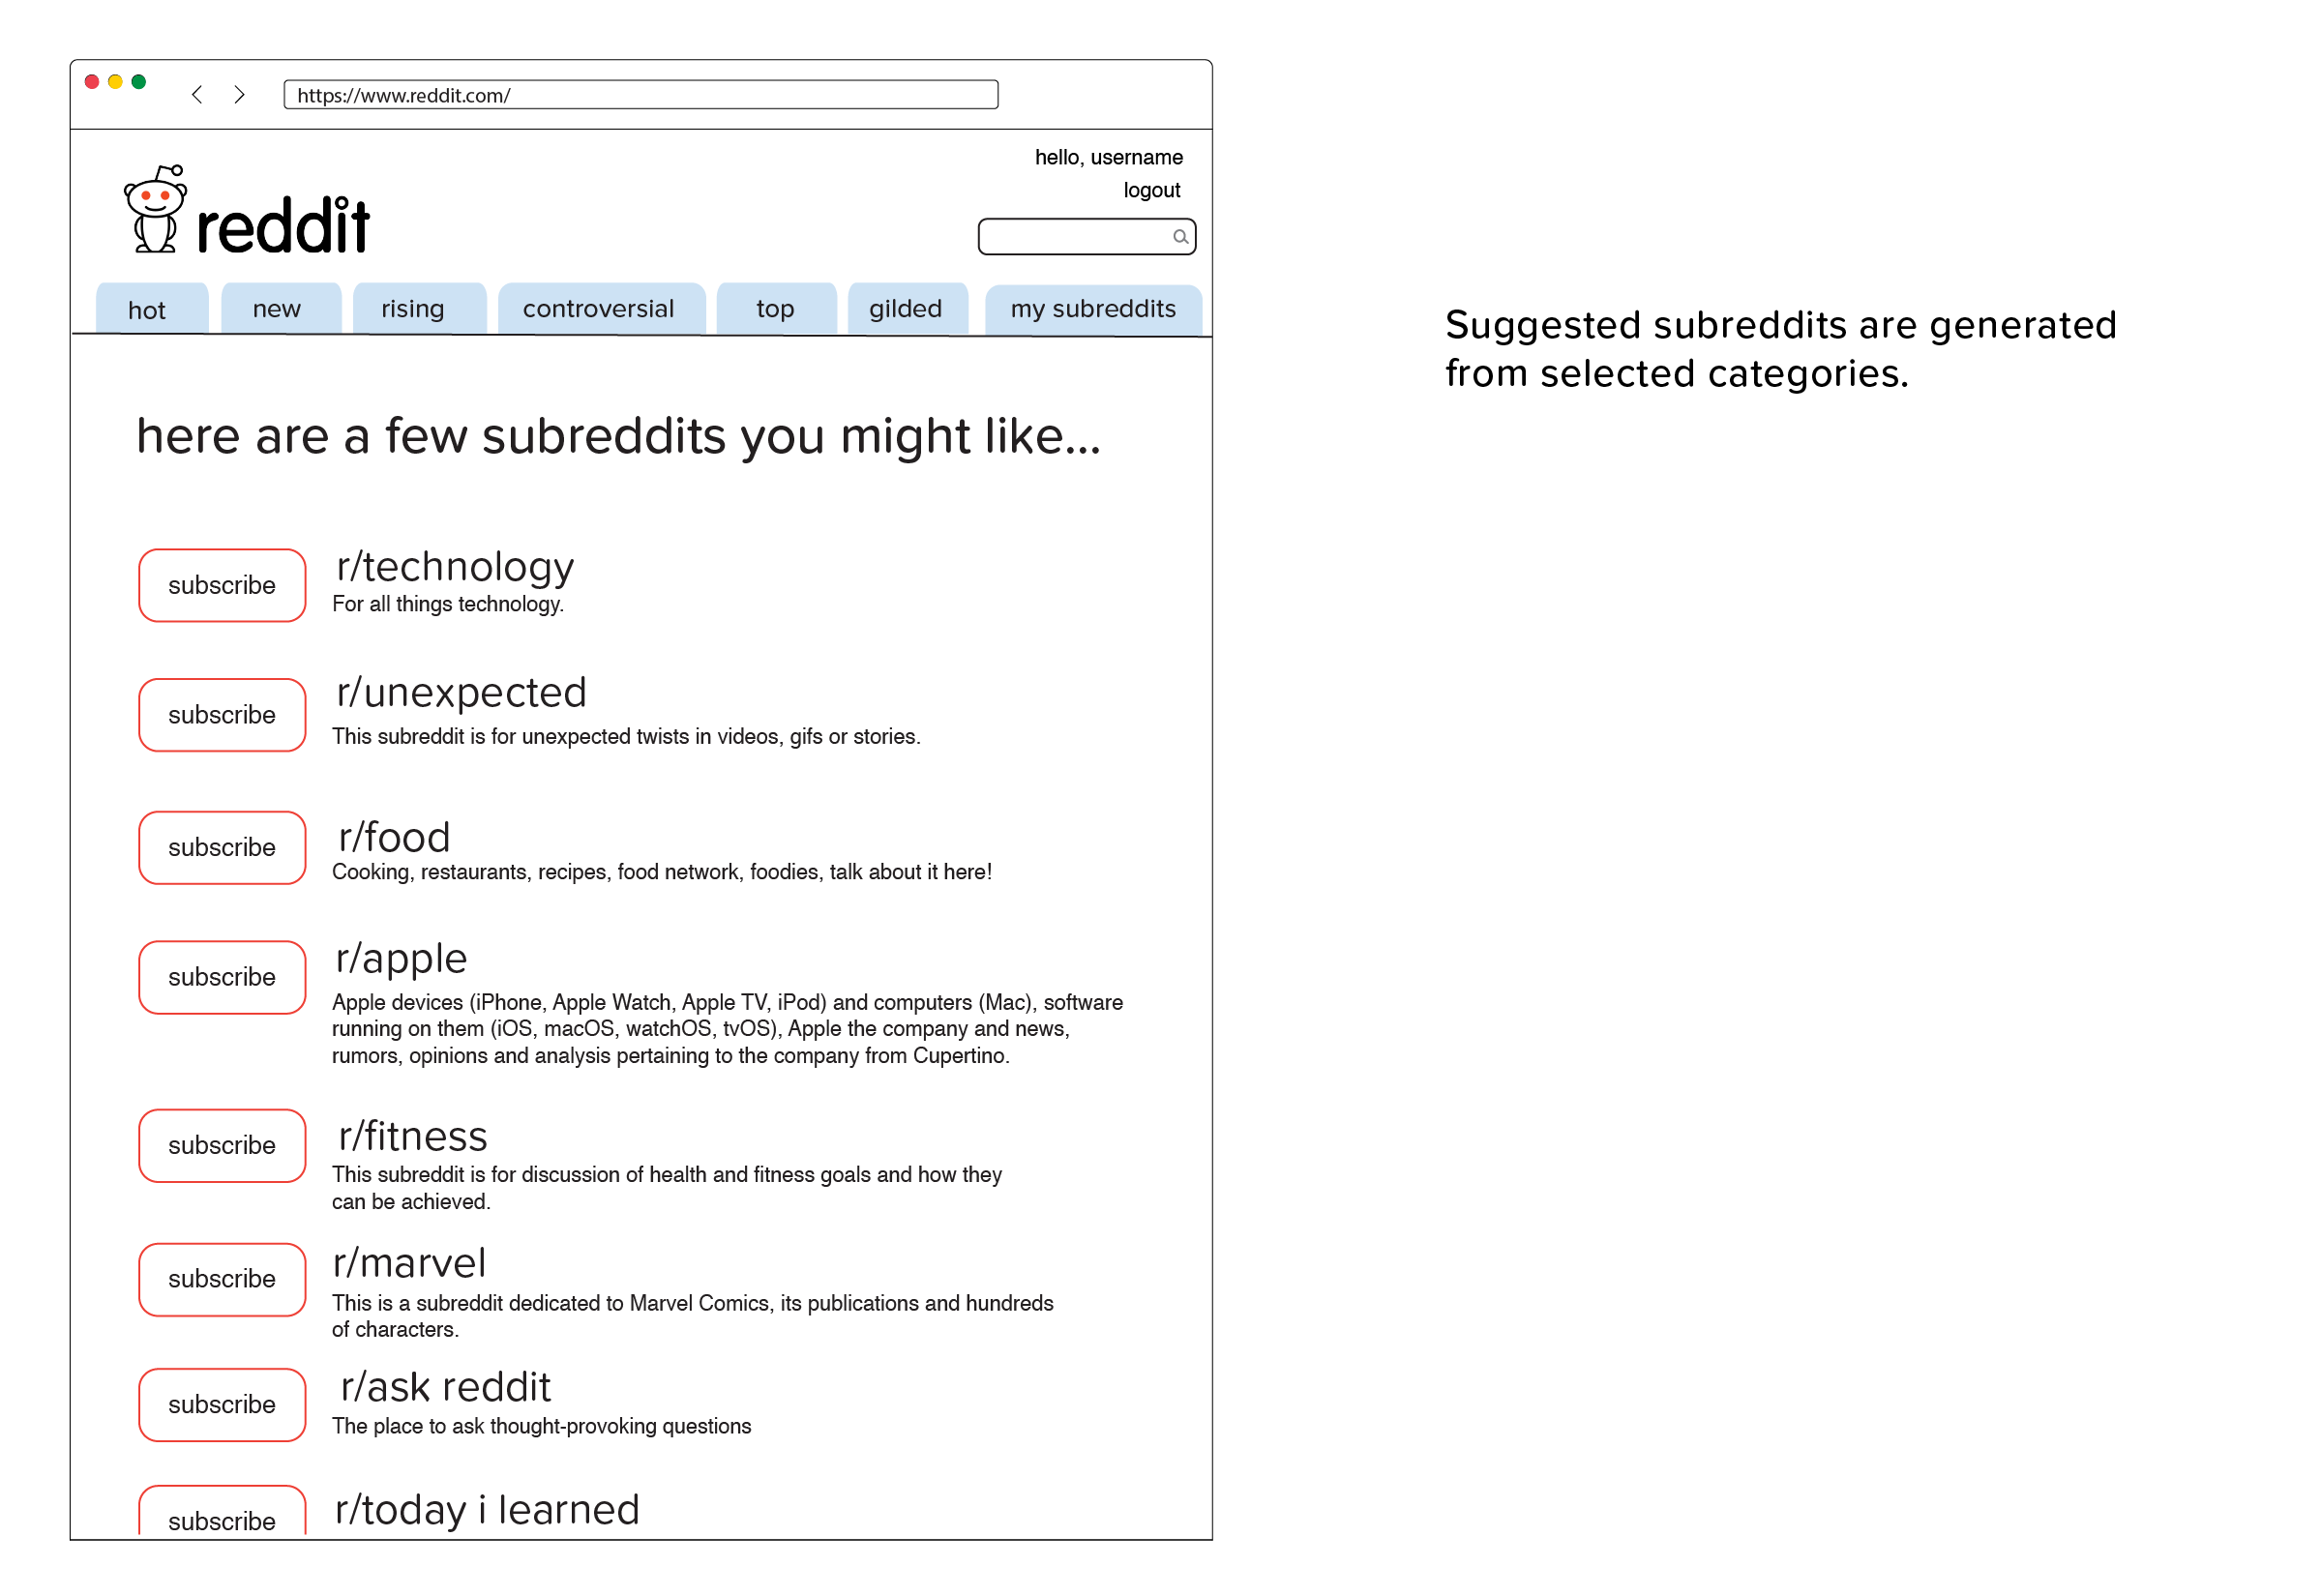 https://www.reddit.com/
hello, username
logout
reddit
hot new rising controversial top gilded my subreddits
Suggested subreddits are generated
from selected categories.
here are a few subreddits you might like...
subscribe
r/technology
For all things technology.
subscribe
r/unexpected
This subreddit is for unexpected twists in videos, gifs or stories.
subscribe
r/food
Cooking, restaurants, recipes, food network, foodies, talk about it here!
subscribe
r/apple
Apple devices (iPhone, Apple Watch, Apple TV, iPod) and computers (Mac), software
running on them (iOS, macOS, watchOS, tvOS), Apple the company and news,
rumors, opinions and analysis pertaining to the company from Cupertino.
subscribe
r/fitness
This subreddit is for discussion of health and fitness goals and how they
can be achieved.
subscribe
r/marvel
This is a subreddit dedicated to Marvel Comics, its publications and hundreds
of characters.
subscribe
r/ask reddit
The place to ask thought-provoking questions
subscribe
r/today i learned